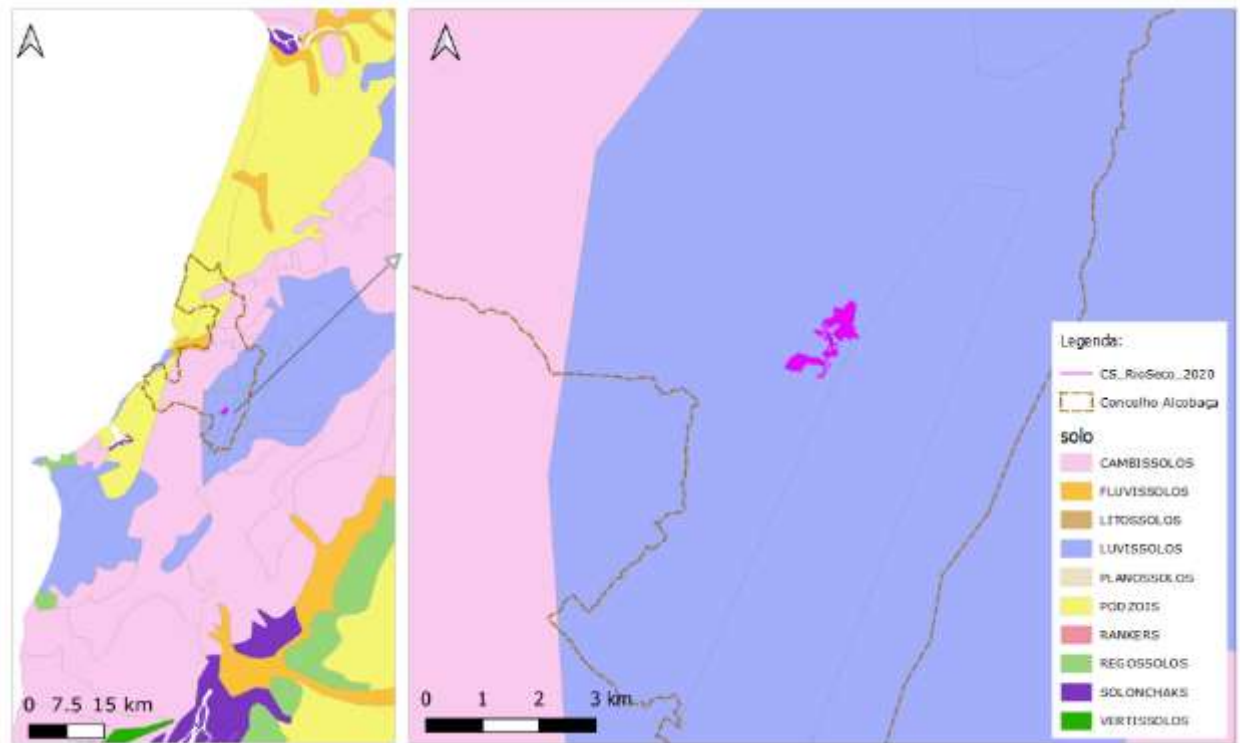 0 7.5 15 km
0 1 2 3 km
Legenda:
CS_RioSeco_2020
Concelho Alcobaça
solo
CAMBISSOLOS
FLUVISSOLOS
LITOSSOLOS
LUVISSOLOS
PLANOSSOLOS
PODZOIS
RANKERS
REGOSSOLOS
SOLONCHAKS
VERTISSOLOS